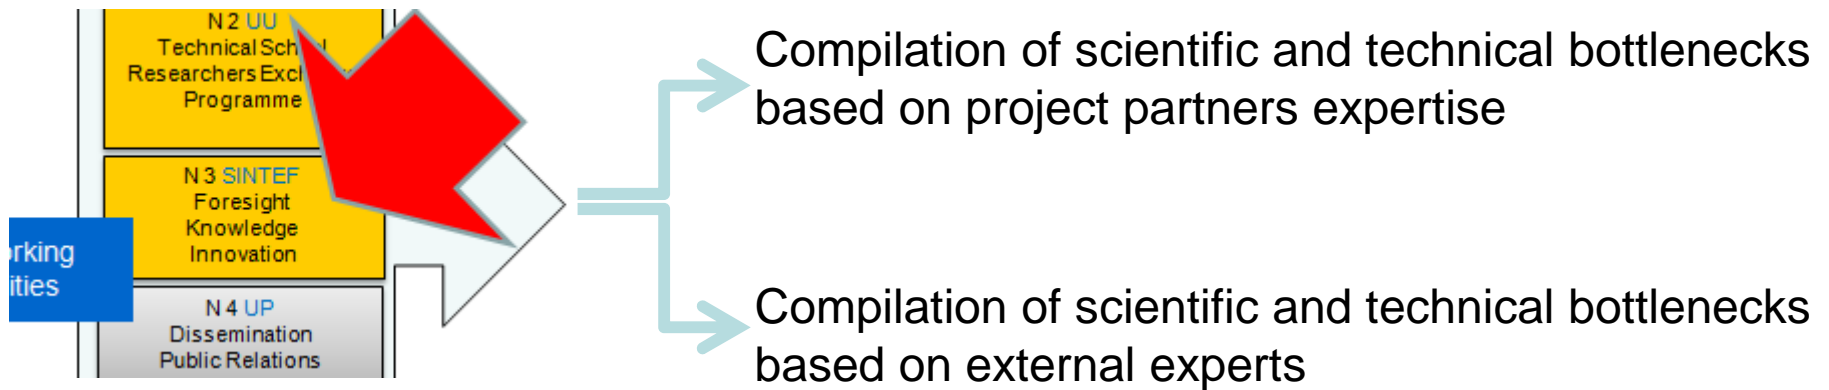 N 2 UU
Technical School
Researchers
Programme
N 3 SINTEF
Foresight
Knowledge
Innovation
rking
ities
N 4 UP
Dissemination
Public Relations
Compilation of scientific and technical bottlenecks
based on project partners expertise
Compilation of scientific and technical bottlenecks
based on external experts